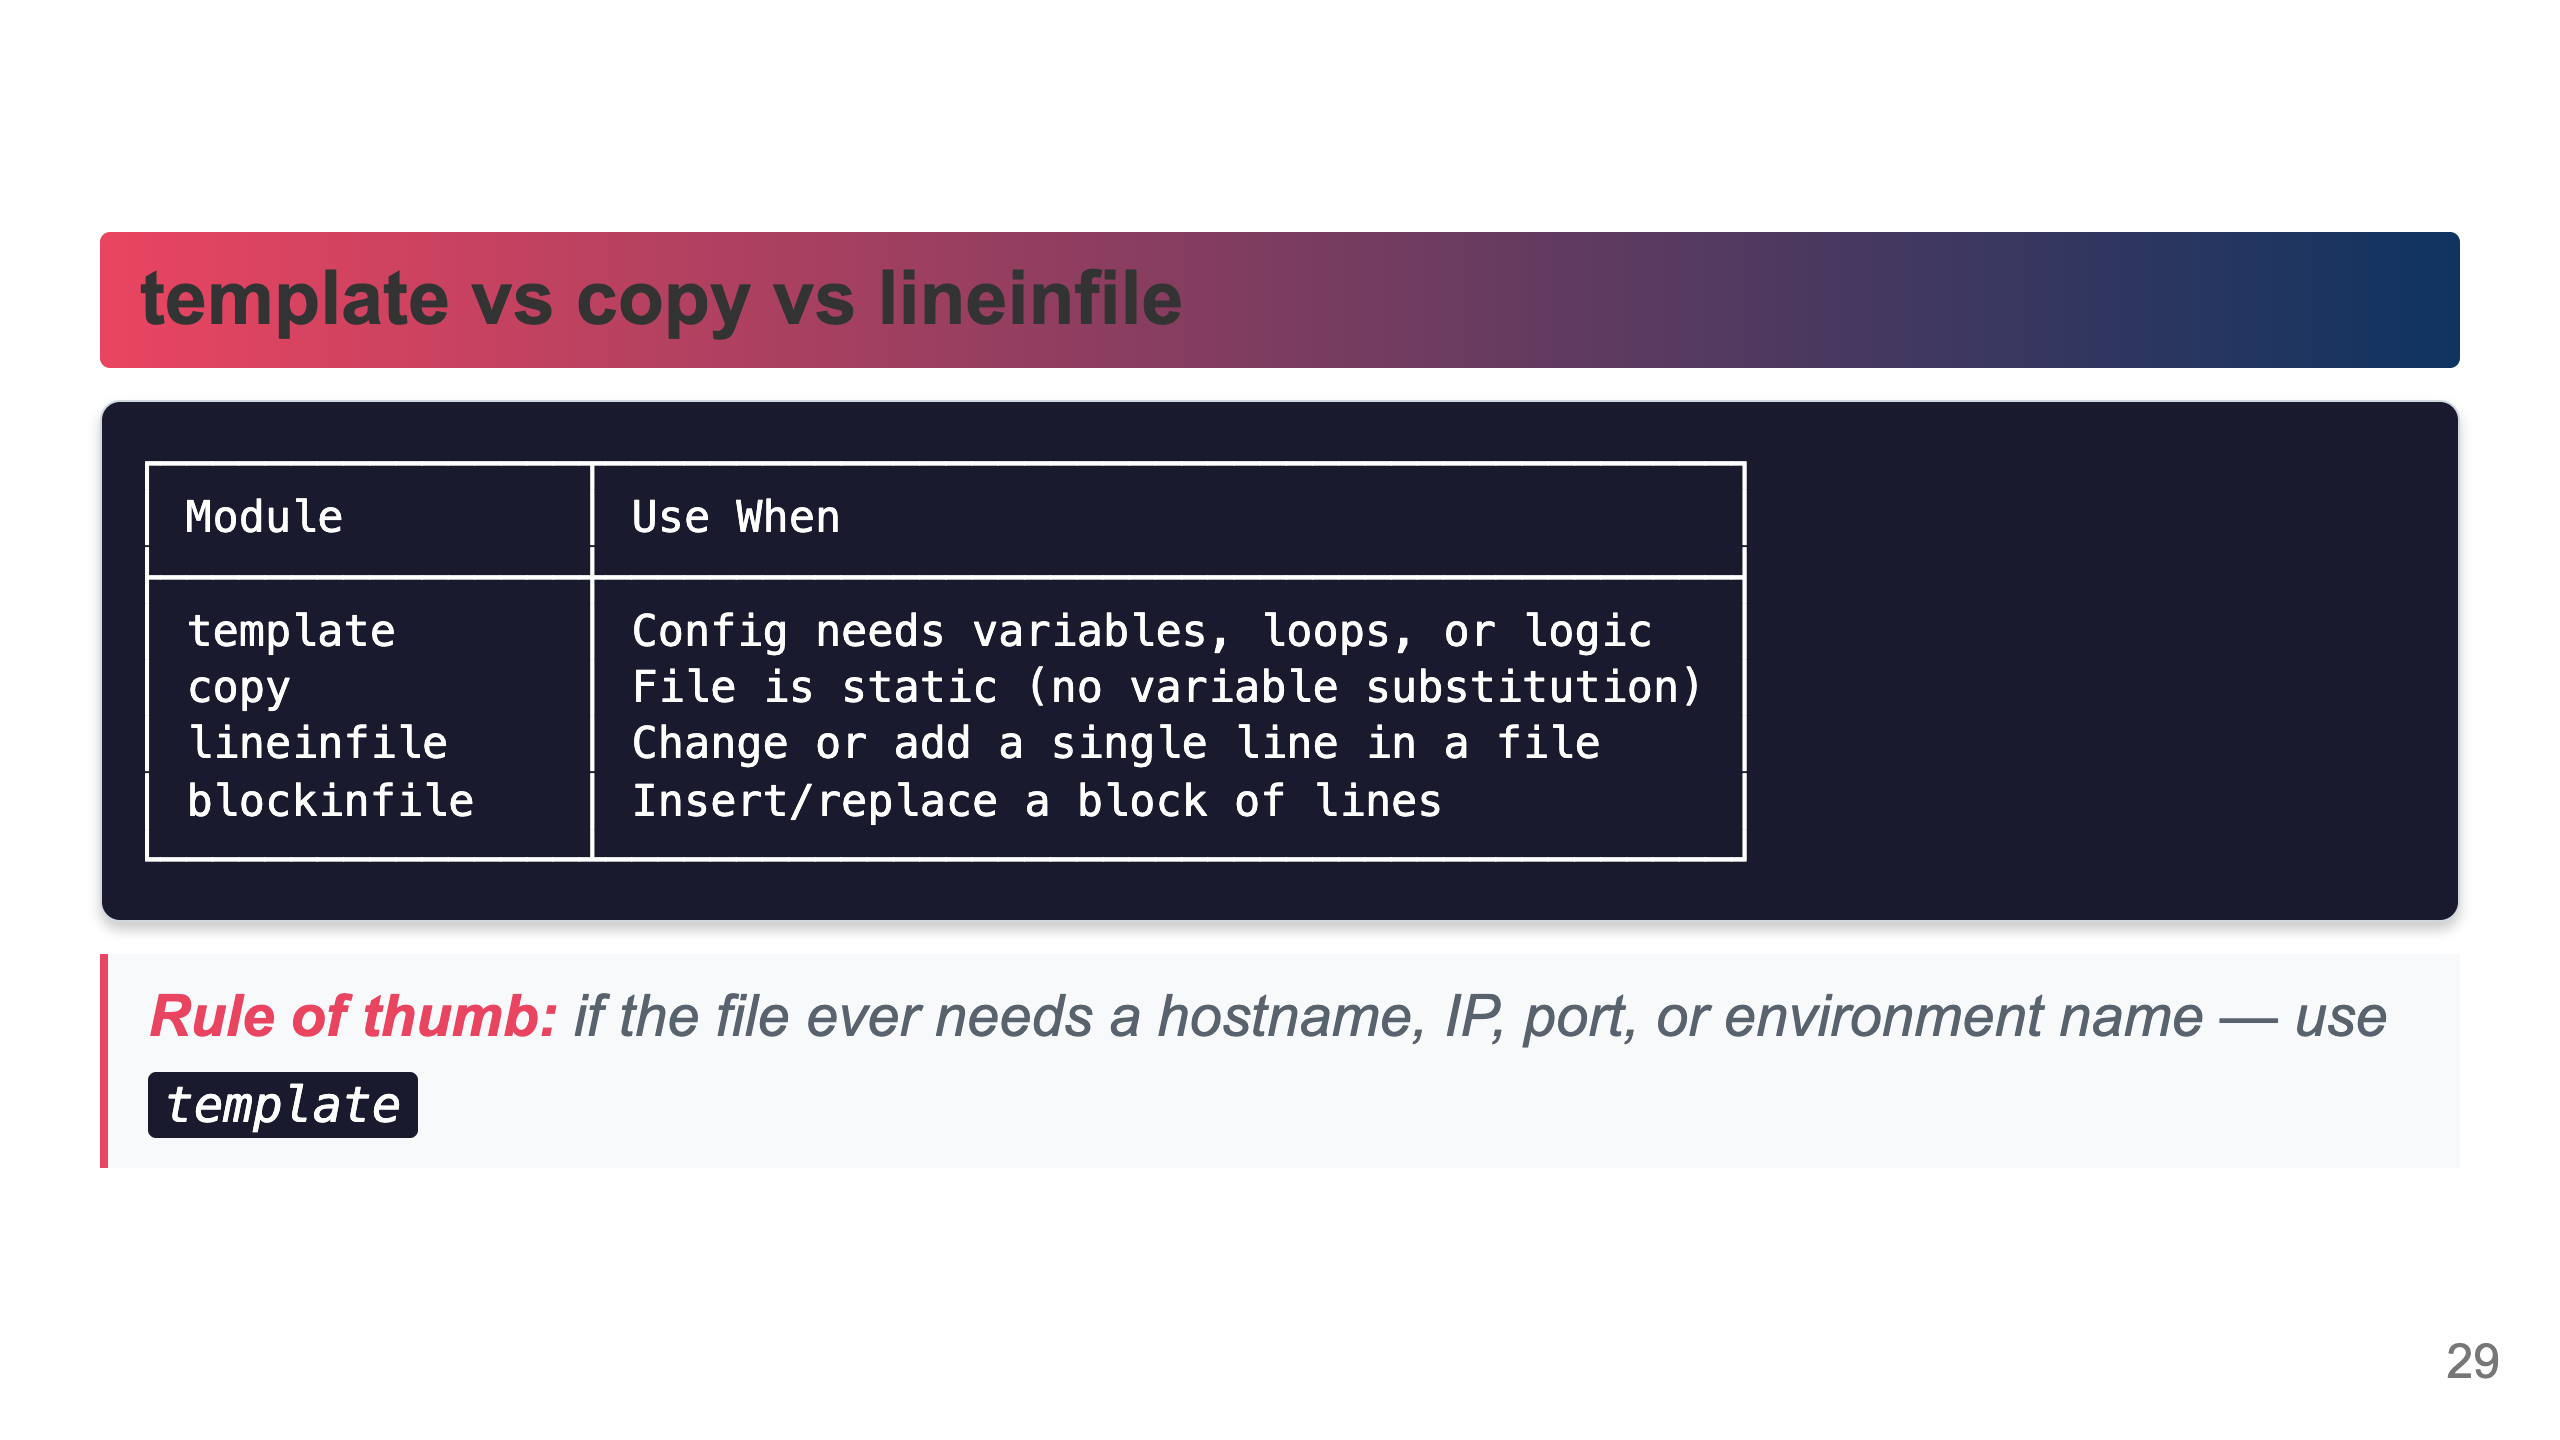 template vs copy vs lineinfile
Module Use When
template Config needs variables, loops, or logic
copy File is static (no variable substitution)
lineinfile Change or add a single line in a file
blockinfile Insert/replace a block of lines
Rule of thumb: if the file ever needs a hostname, IP, port, or environment name — use
template
29